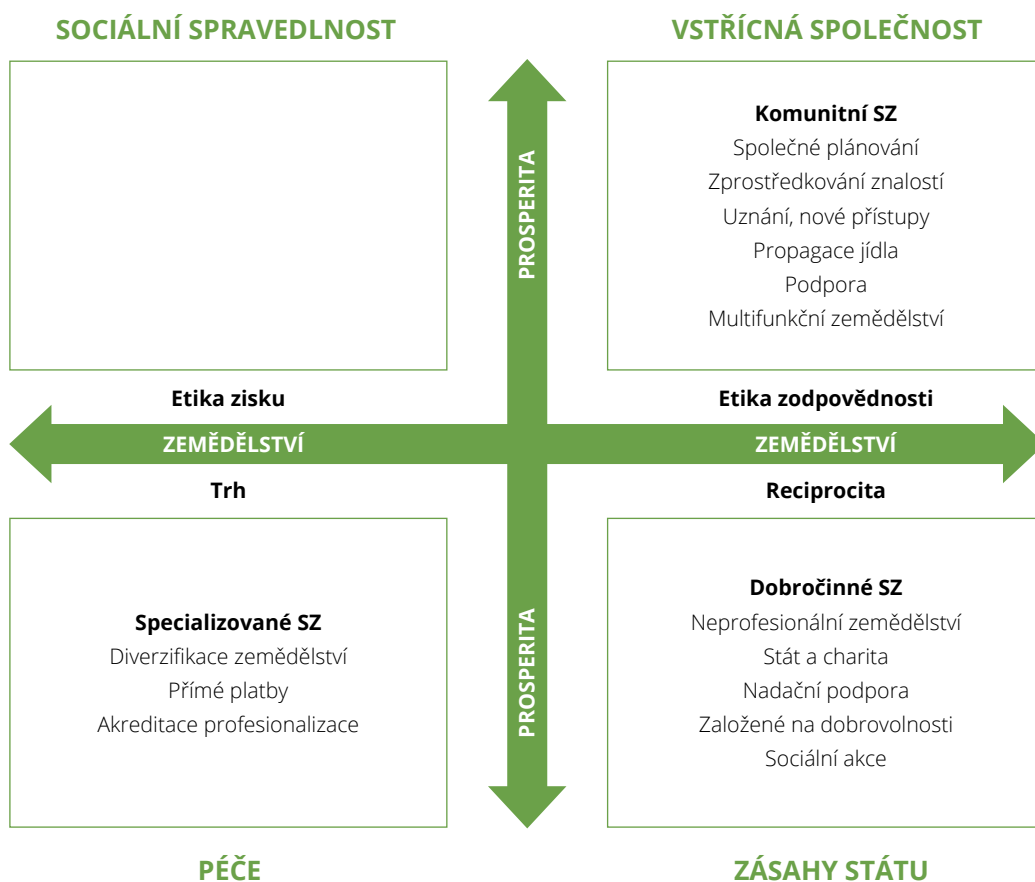 SOCIÁLNÍ SPRAVEDLNOST
VSTŘÍCNÁ SPOLEČNOST
PROSPERITA
Komunitní SZ
Společné plánování
Zprostředkování znalostí
Uznání, nové přístupy
Propagace jídla
Podpora
Multifunkční zemědělství
Etika zisku
Etika zodpovědnosti
ZEMĚDĚLSTVÍ
ZEMĚDĚLSTVÍ
Trh
Reciprocita
Specializované SZ
Diverzifikace zemědělství
Přímé platby
Akreditace profesionalizace
PROSPERITA
Dobročinné SZ
Neprofesionální zemědělství
Stát a charita
Nadační podpora
Založené na dobrovolnosti
Sociální akce
PÉČE
ZÁSAHY STÁTU